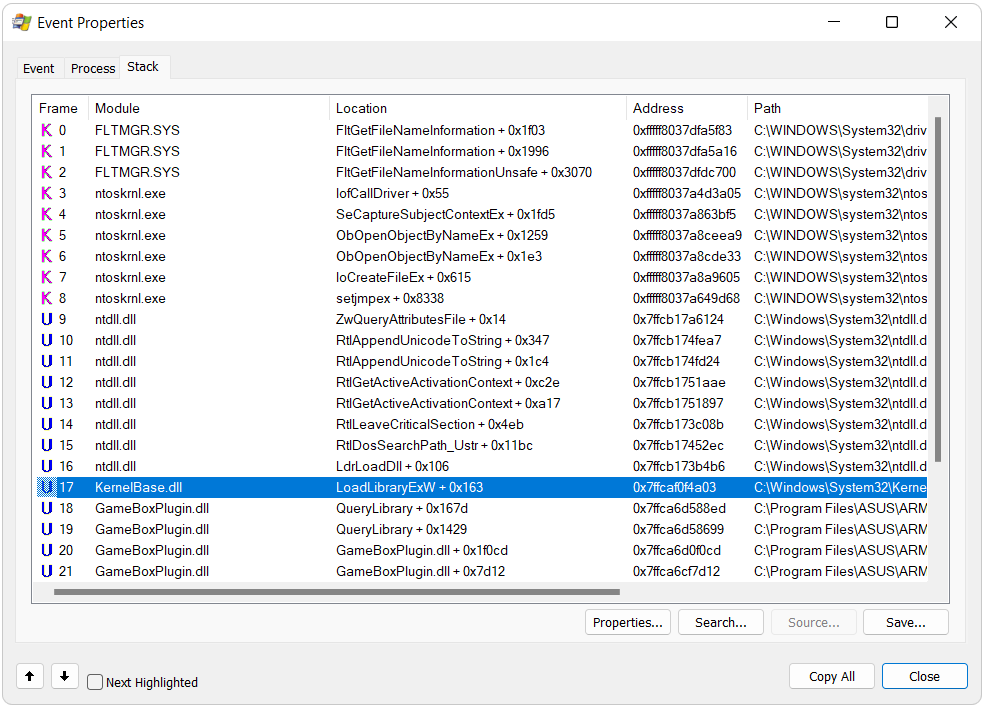 Event Properties
Event Process Stack
Frame Module Location Address Path
K 0 FLTMGR.SYS FltGetFileNameInformation + 0x1f03 0xfffff8037dfa5f83 C:\WINDOWS\System32\driv
K 1 FLTMGR.SYS FltGetFileNameInformation + 0x1996 0xfffff8037dfa5a16 C:\WINDOWS\System32\driv
K 2 FLTMGR.SYS FltGetFileNameInformationUnsafe + 0x3070 0xfffff8037dfdc700 C:\WINDOWS\System32\driv
K 3 ntoskrnl.exe IofCallDriver + 0x55 0xfffff8037a4d3a05 C:\WINDOWS\system32\ntos
K 4 ntoskrnl.exe SeCaptureSubjectContextEx + 0x1fd5 0xfffff8037a863bf5 C:\WINDOWS\system32\ntos
K 5 ntoskrnl.exe ObOpenObjectByNameEx + 0x1259 0xfffff8037a8ceea9 C:\WINDOWS\system32\ntos
K 6 ntoskrnl.exe ObOpenObjectByNameEx + 0x1e3 0xfffff8037a8cde33 C:\WINDOWS\system32\ntos
K 7 ntoskrnl.exe IoCreateFileEx + 0x615 0xfffff8037a8a9605 C:\WINDOWS\system32\ntos
K 8 ntoskrnl.exe setjmpex + 0x8338 0xfffff8037a649d68 C:\WINDOWS\system32\ntos
U 9 ntdll.dll ZwQueryAttributesFile + 0x14 0x7ffcb17a6124 C:\Windows\System32\ntdll.d
U 10 ntdll.dll RtlAppendUnicodeToString + 0x347 0x7ffcb174fea7 C:\Windows\System32\ntdll.d
U 11 ntdll.dll RtlAppendUnicodeToString + 0x1c4 0x7ffcb174fd24 C:\Windows\System32\ntdll.d
U 12 ntdll.dll RtlGetActiveActivationContext + 0xc2e 0x7ffcb1751aae C:\Windows\System32\ntdll.d
U 13 ntdll.dll RtlGetActiveActivationContext + 0xa17 0x7ffcb1751897 C:\Windows\System32\ntdll.d
U 14 ntdll.dll RtlLeaveCriticalSection + 0x4eb 0x7ffcb173c08b C:\Windows\System32\ntdll.d
U 15 ntdll.dll RtlDosSearchPath_Ustr + 0x11bc 0x7ffcb17452ec C:\Windows\System32\ntdll.d
U 16 ntdll.dll LdrLoadDll + 0x106 0x7ffcb173b4b6 C:\Windows\System32\ntdll.d
U 17 KernelBase.dll LoadLibraryExW + 0x163 0x7ffcaf0f4a03 C:\Windows\System32\Kerne
U 18 GameBoxPlugin.dll QueryLibrary + 0x167d 0x7ffca6d588ed C:\Program Files\ASUS\ARM
U 19 GameBoxPlugin.dll QueryLibrary + 0x1429 0x7ffca6d58699 C:\Program Files\ASUS\ARM
U 20 GameBoxPlugin.dll GameBoxPlugin.dll + 0x1f0cd 0x7ffca6d0f0cd C:\Program Files\ASUS\ARM
U 21 GameBoxPlugin.dll GameBoxPlugin.dll + 0x7d12 0x7ffca6cf7d12 C:\Program Files\ASUS\ARM
Properties... Search... Source... Save...
Next Highlighted Copy All Close